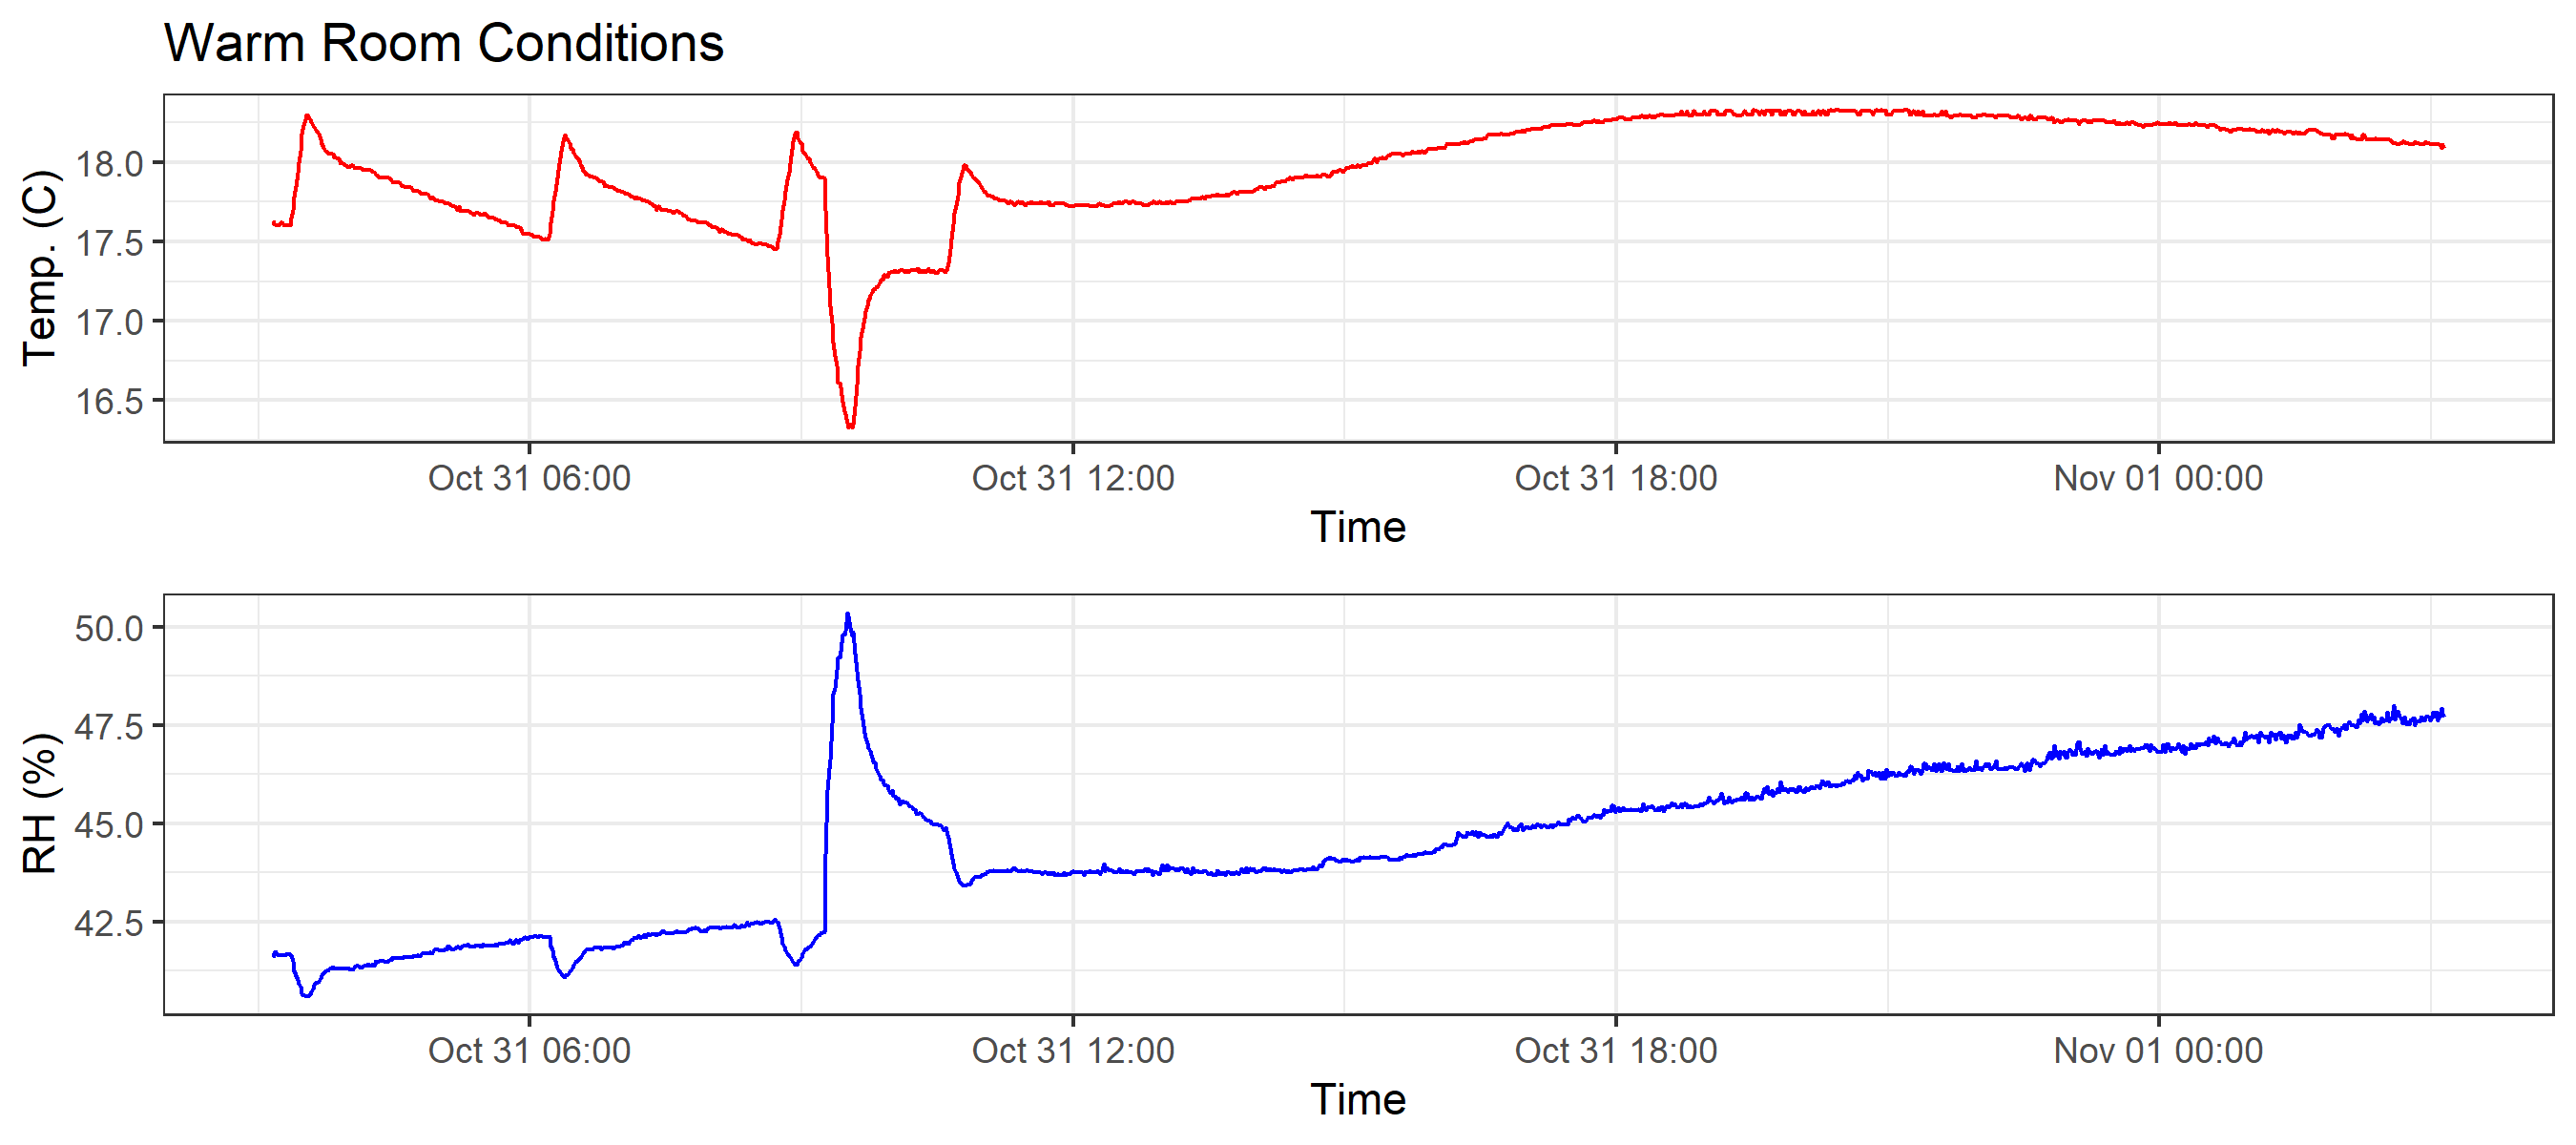 Warm Room Conditions
Temp. (C)
18.0
17.5
17.0
16.5
Oct 31 06:00 Oct 31 12:00 Oct 31 18:00 Nov 01 00:00
Time
RH (%)
50.0
47.5
45.0
42.5
Oct 31 06:00 Oct 31 12:00 Oct 31 18:00 Nov 01 00:00
Time